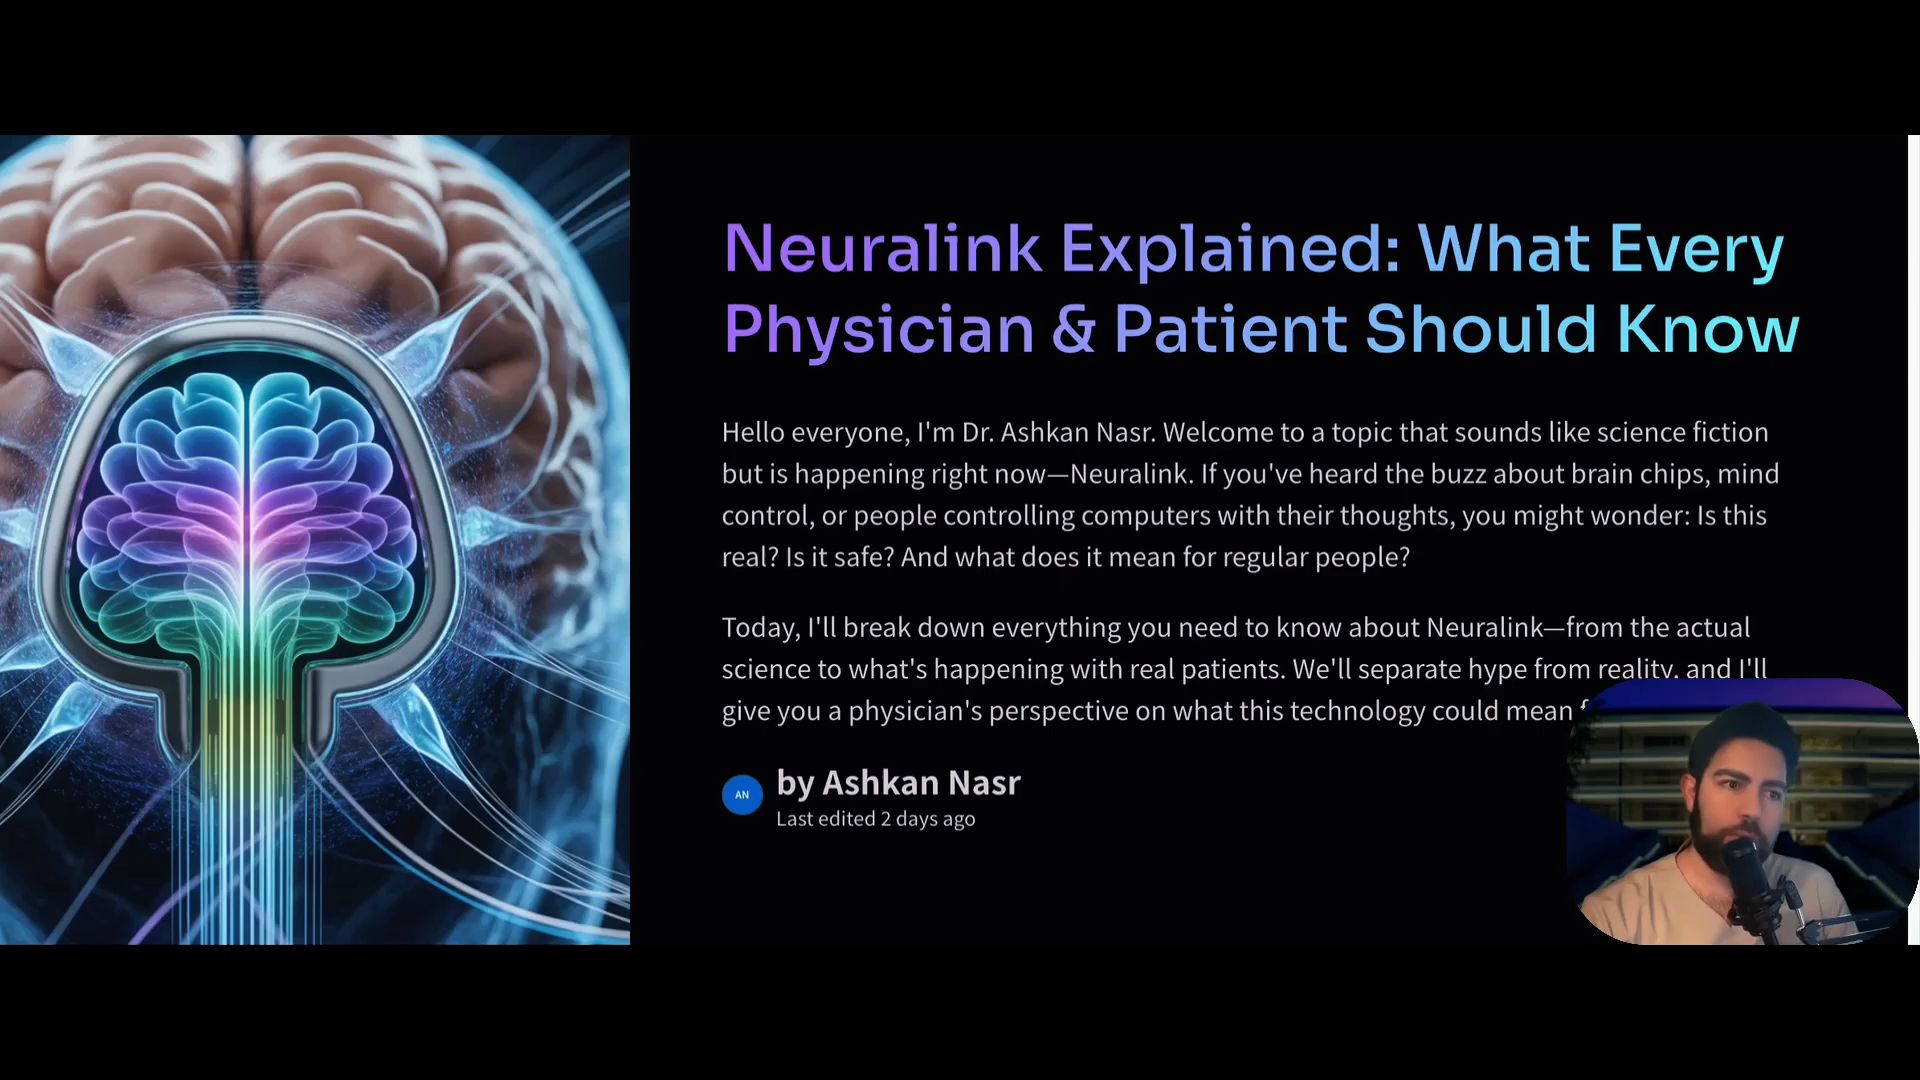 Neuralink Explained: What Every
Physician & Patient Should Know
Hello everyone, I'm Dr. Ashkan Nasr. Welcome to a topic that sounds like science fiction
but is happening right now—Neuralink. If you've heard the buzz about brain chips, mind
control, or people controlling computers with their thoughts, you might wonder: Is this
real? Is it safe? And what does it mean for regular people?
Today, I'll break down everything you need to know about Neuralink—from the actual
science to what's happening with real patients. We'll separate hype from reality, and I'll
give you a physician's perspective on what this technology could mean
AN
by Ashkan Nasr
Last edited 2 days ago